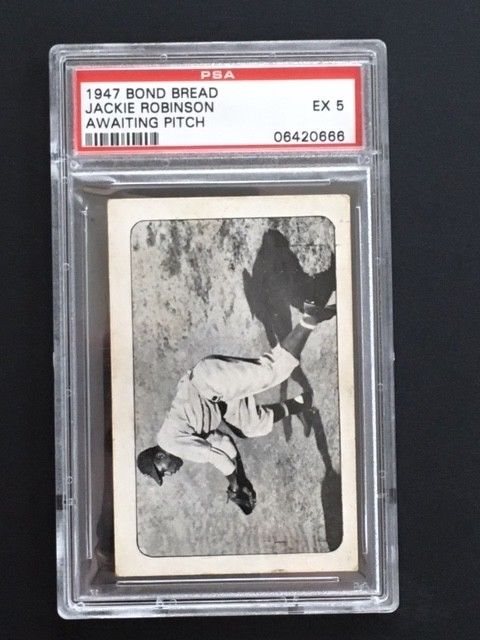 PSA
1947 BOND BREAD
JACKIE ROBINSON EX 5
AWAITING PITCH
06420666